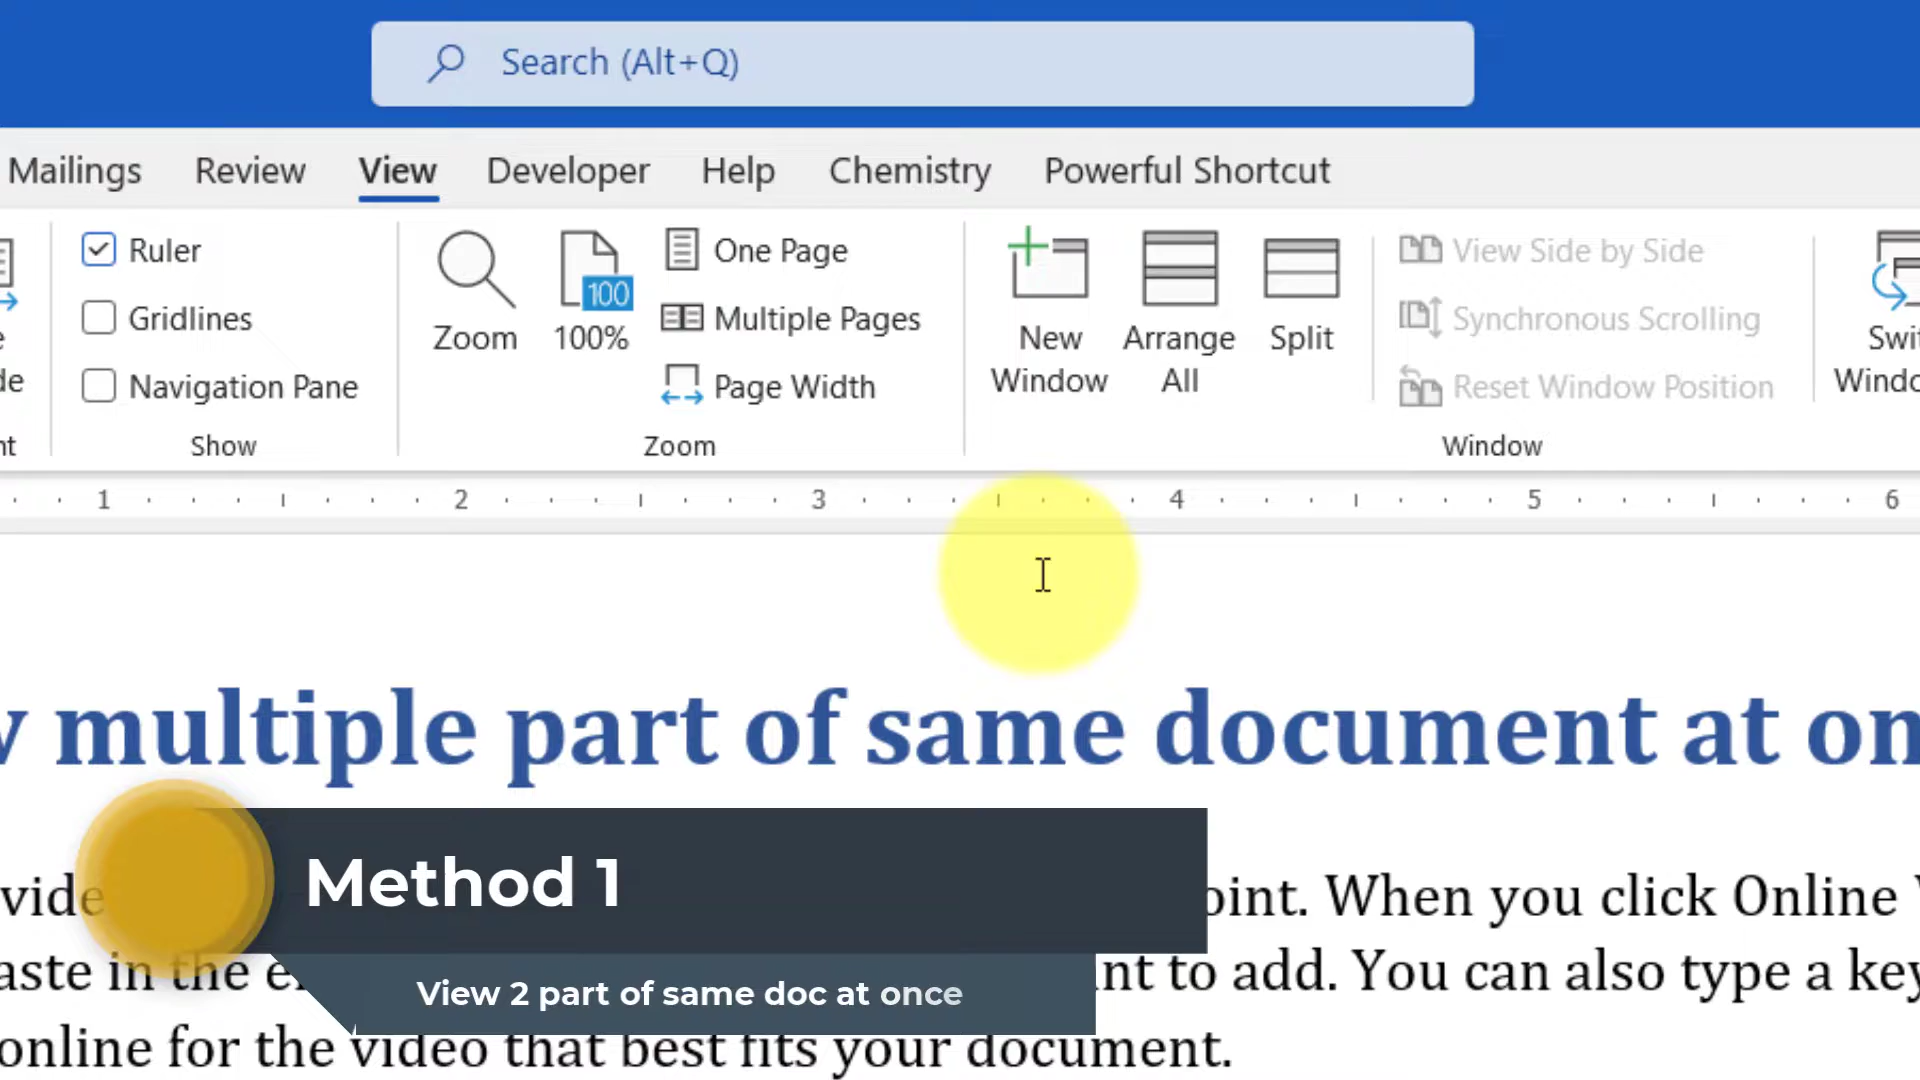 Search (Alt+Q)
Mailings Review View Developer Help Chemistry Powerful Shortcut
Ruler
Gridlines
Navigation Pane
Show
Zoom
100
100%
One Page
Multiple Pages
Page Width
Zoom
New Window
Arrange All
Split
View Side by Side
Synchronous Scrolling
Reset Window Position
Window
1 2 3 4 5 6
multiple part of same document at
Method 1
point. When you click Online
View 2 part of same doc at once
in the to add. You can also type a
online for the video that best fits your document.